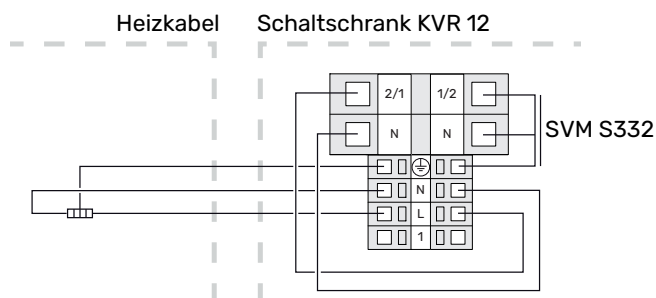 Heizkabel Schaltschrank KVR 12
2/1 1/2
N N
SVM S332
N
L
1